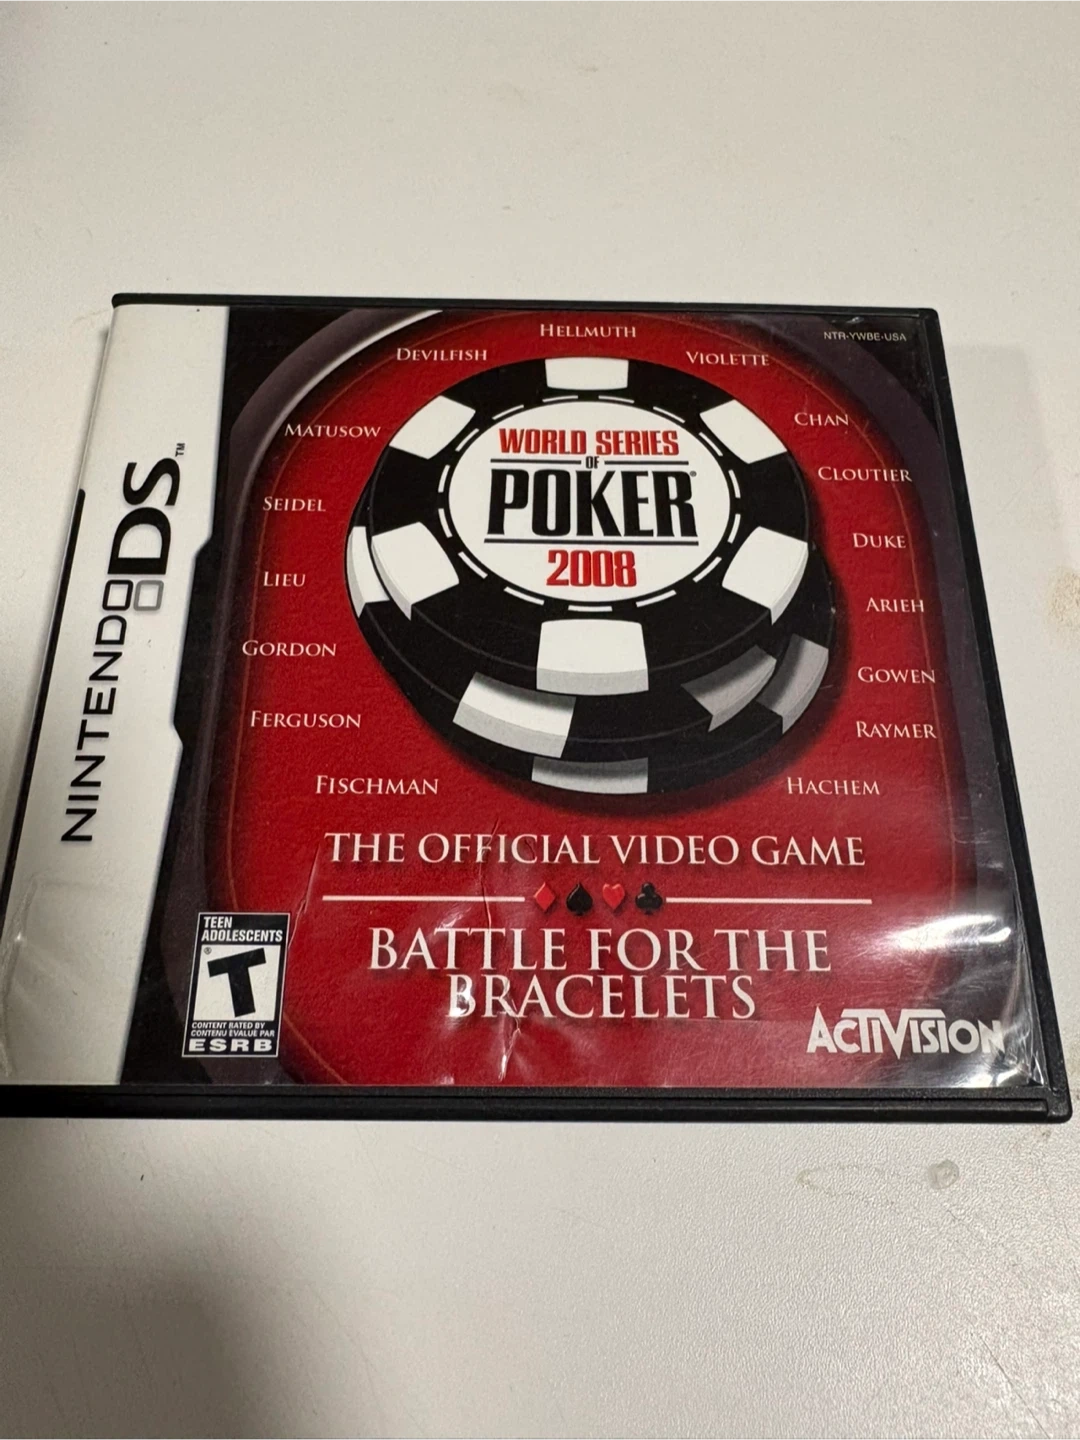 NINTENDO DS™
NTR-YWBE-USA
HELLMUTH
DEVILFISH
VIOLETTE
MATUSOW
CHAN
CLOUTIER
SEIDEL
DUKE
LIEU
ARIEH
GORDON
GOWEN
FERGUSON
RAYMER
FISCHMAN
HACHEM
WORLD SERIES
OF
POKER®
2008
THE OFFICIAL VIDEO GAME
BATTLE FOR THE
BRACELETS
TEEN
ADOLESCENTS
T
®
CONTENT RATED BY
CONTENU ÉVALUÉ PAR
ESRB
ACTIVISION